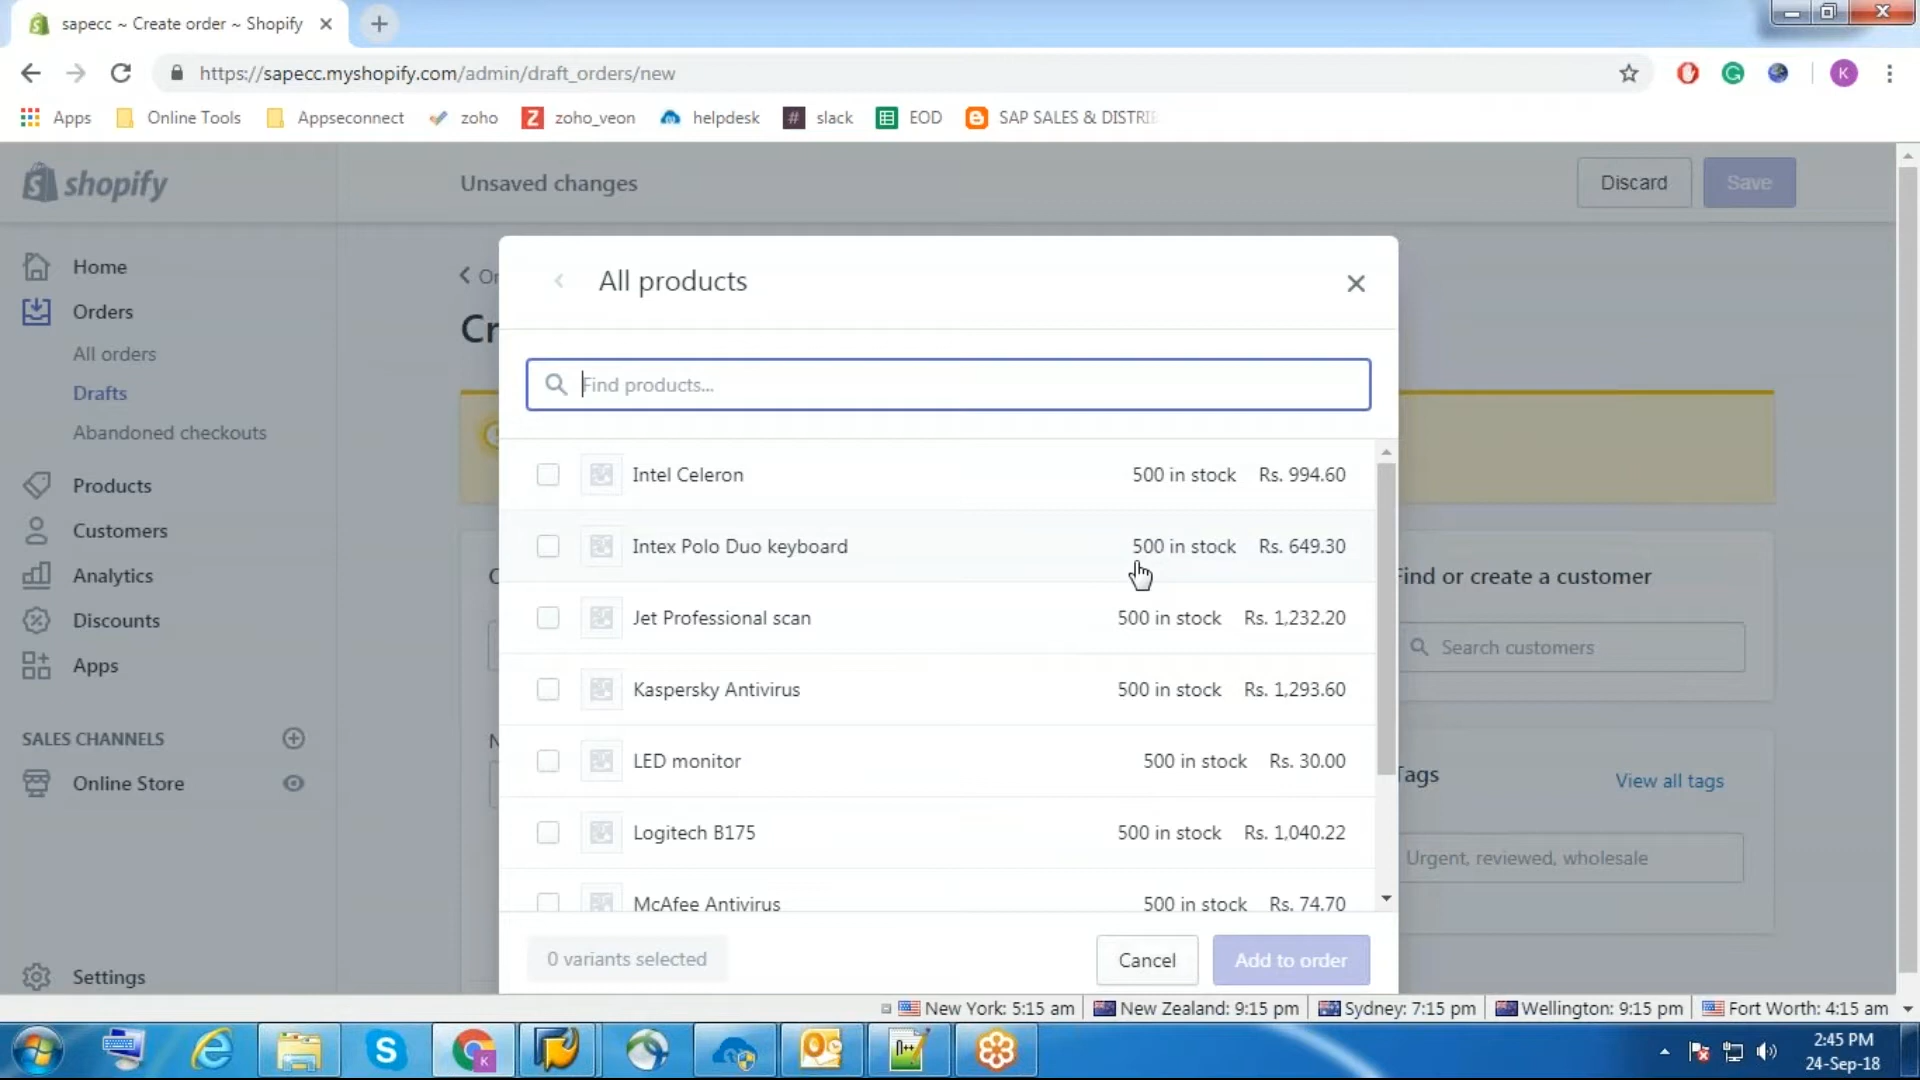 sapecc ~ Create order ~ Shopify
https://sapecc.myshopify.com/admin/draft_orders/new
K
Apps Online Tools Appseconnect zoho zoho_veon helpdesk slack EOD SAP SALES & DISTRIB
shopify
Unsaved changes
Discard
Save
Home
Orders
All orders
Drafts
Abandoned checkouts
Products
Customers
Analytics
Discounts
Apps
SALES CHANNELS
Online Store
Settings
Or
Cr
All products
Find products...
Intel Celeron 500 in stock Rs. 994.60
Intex Polo Duo keyboard 500 in stock Rs. 649.30
Jet Professional scan 500 in stock Rs. 1,232.20
Kaspersky Antivirus 500 in stock Rs. 1,293.60
LED monitor 500 in stock Rs. 30.00
Logitech B175 500 in stock Rs. 1,040.22
McAfee Antivirus 500 in stock Rs. 74.70
0 variants selected
Cancel
Add to order
Find or create a customer
Search customers
Tags
View all tags
Urgent, reviewed, wholesale
New York: 5:15 am New Zealand: 9:15 pm Sydney: 7:15 pm Wellington: 9:15 pm Fort Worth: 4:15 am
2:45 PM
24-Sep-18